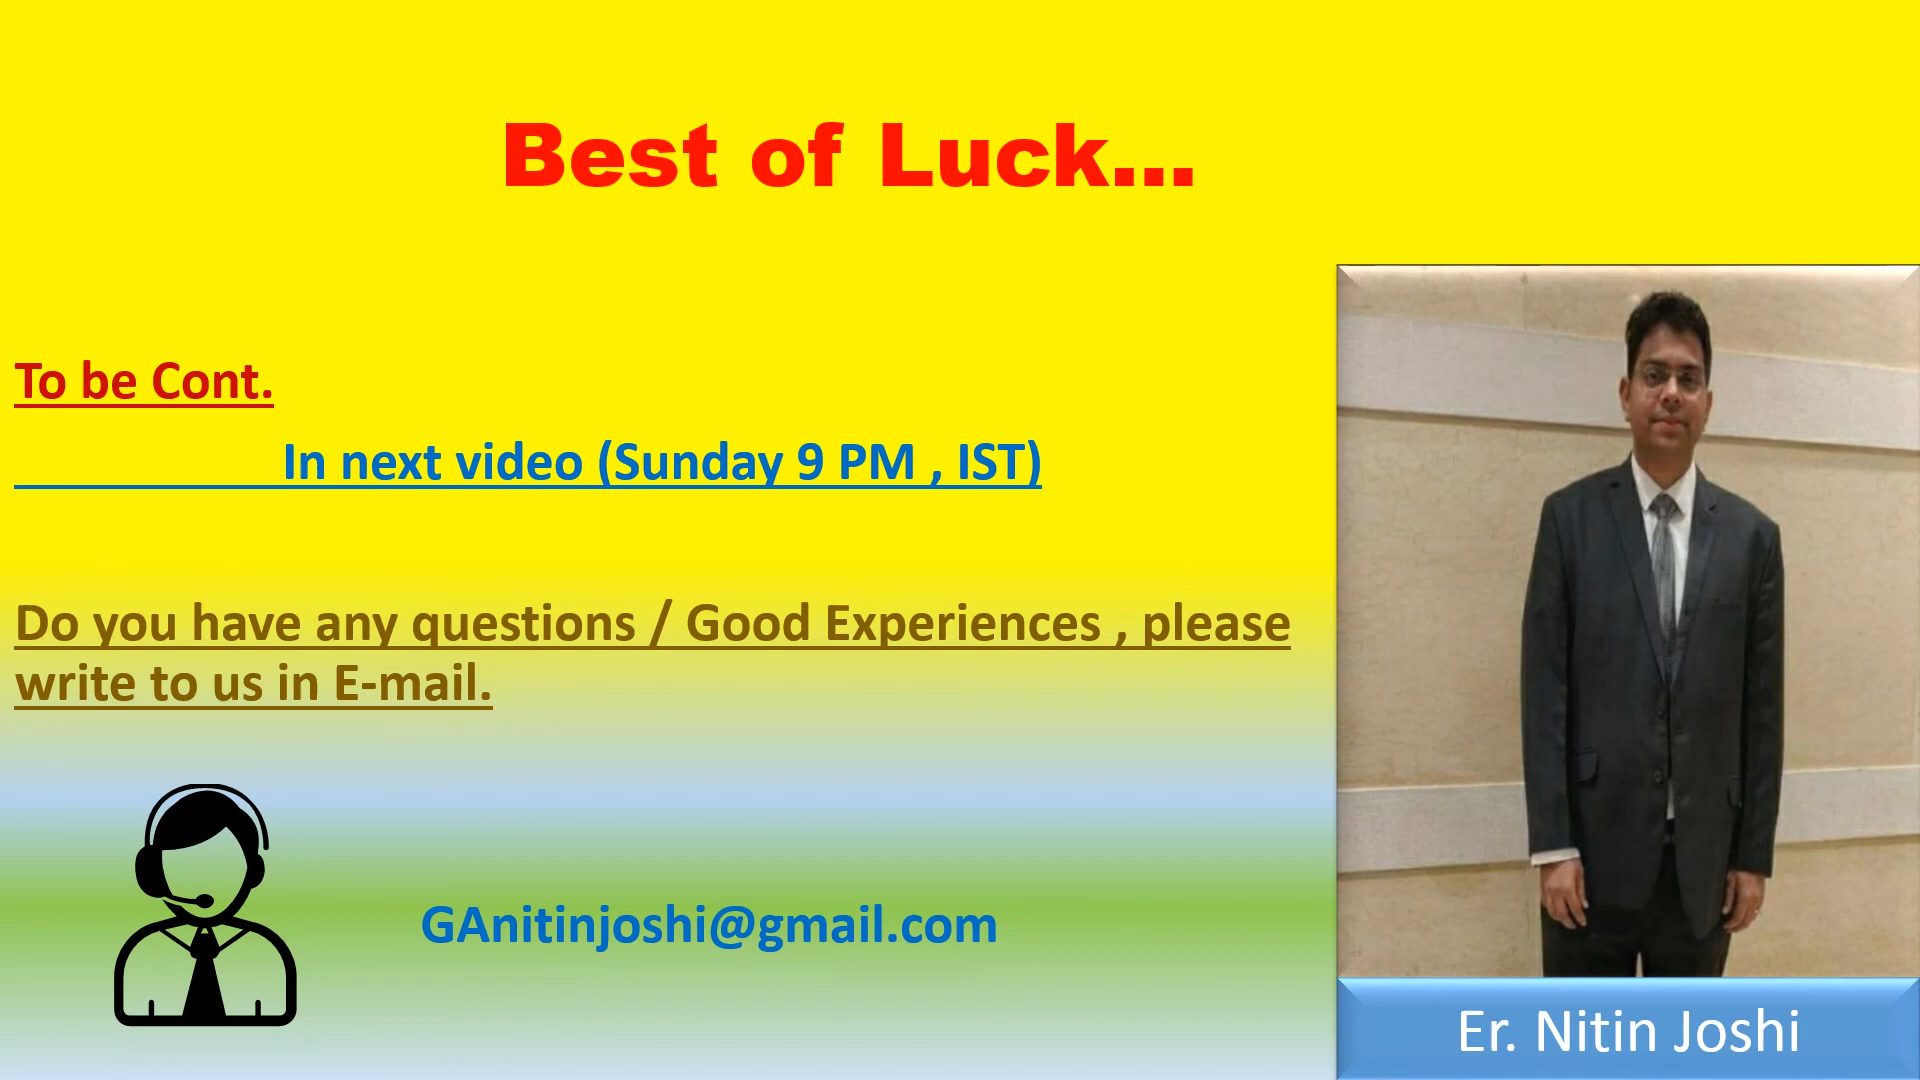 Best of Luck...
To be Cont.
In next video (Sunday 9 PM , IST)
Do you have any questions / Good Experiences , please
write to us in E-mail.
GAnitinjoshi@gmail.com
Er. Nitin Joshi